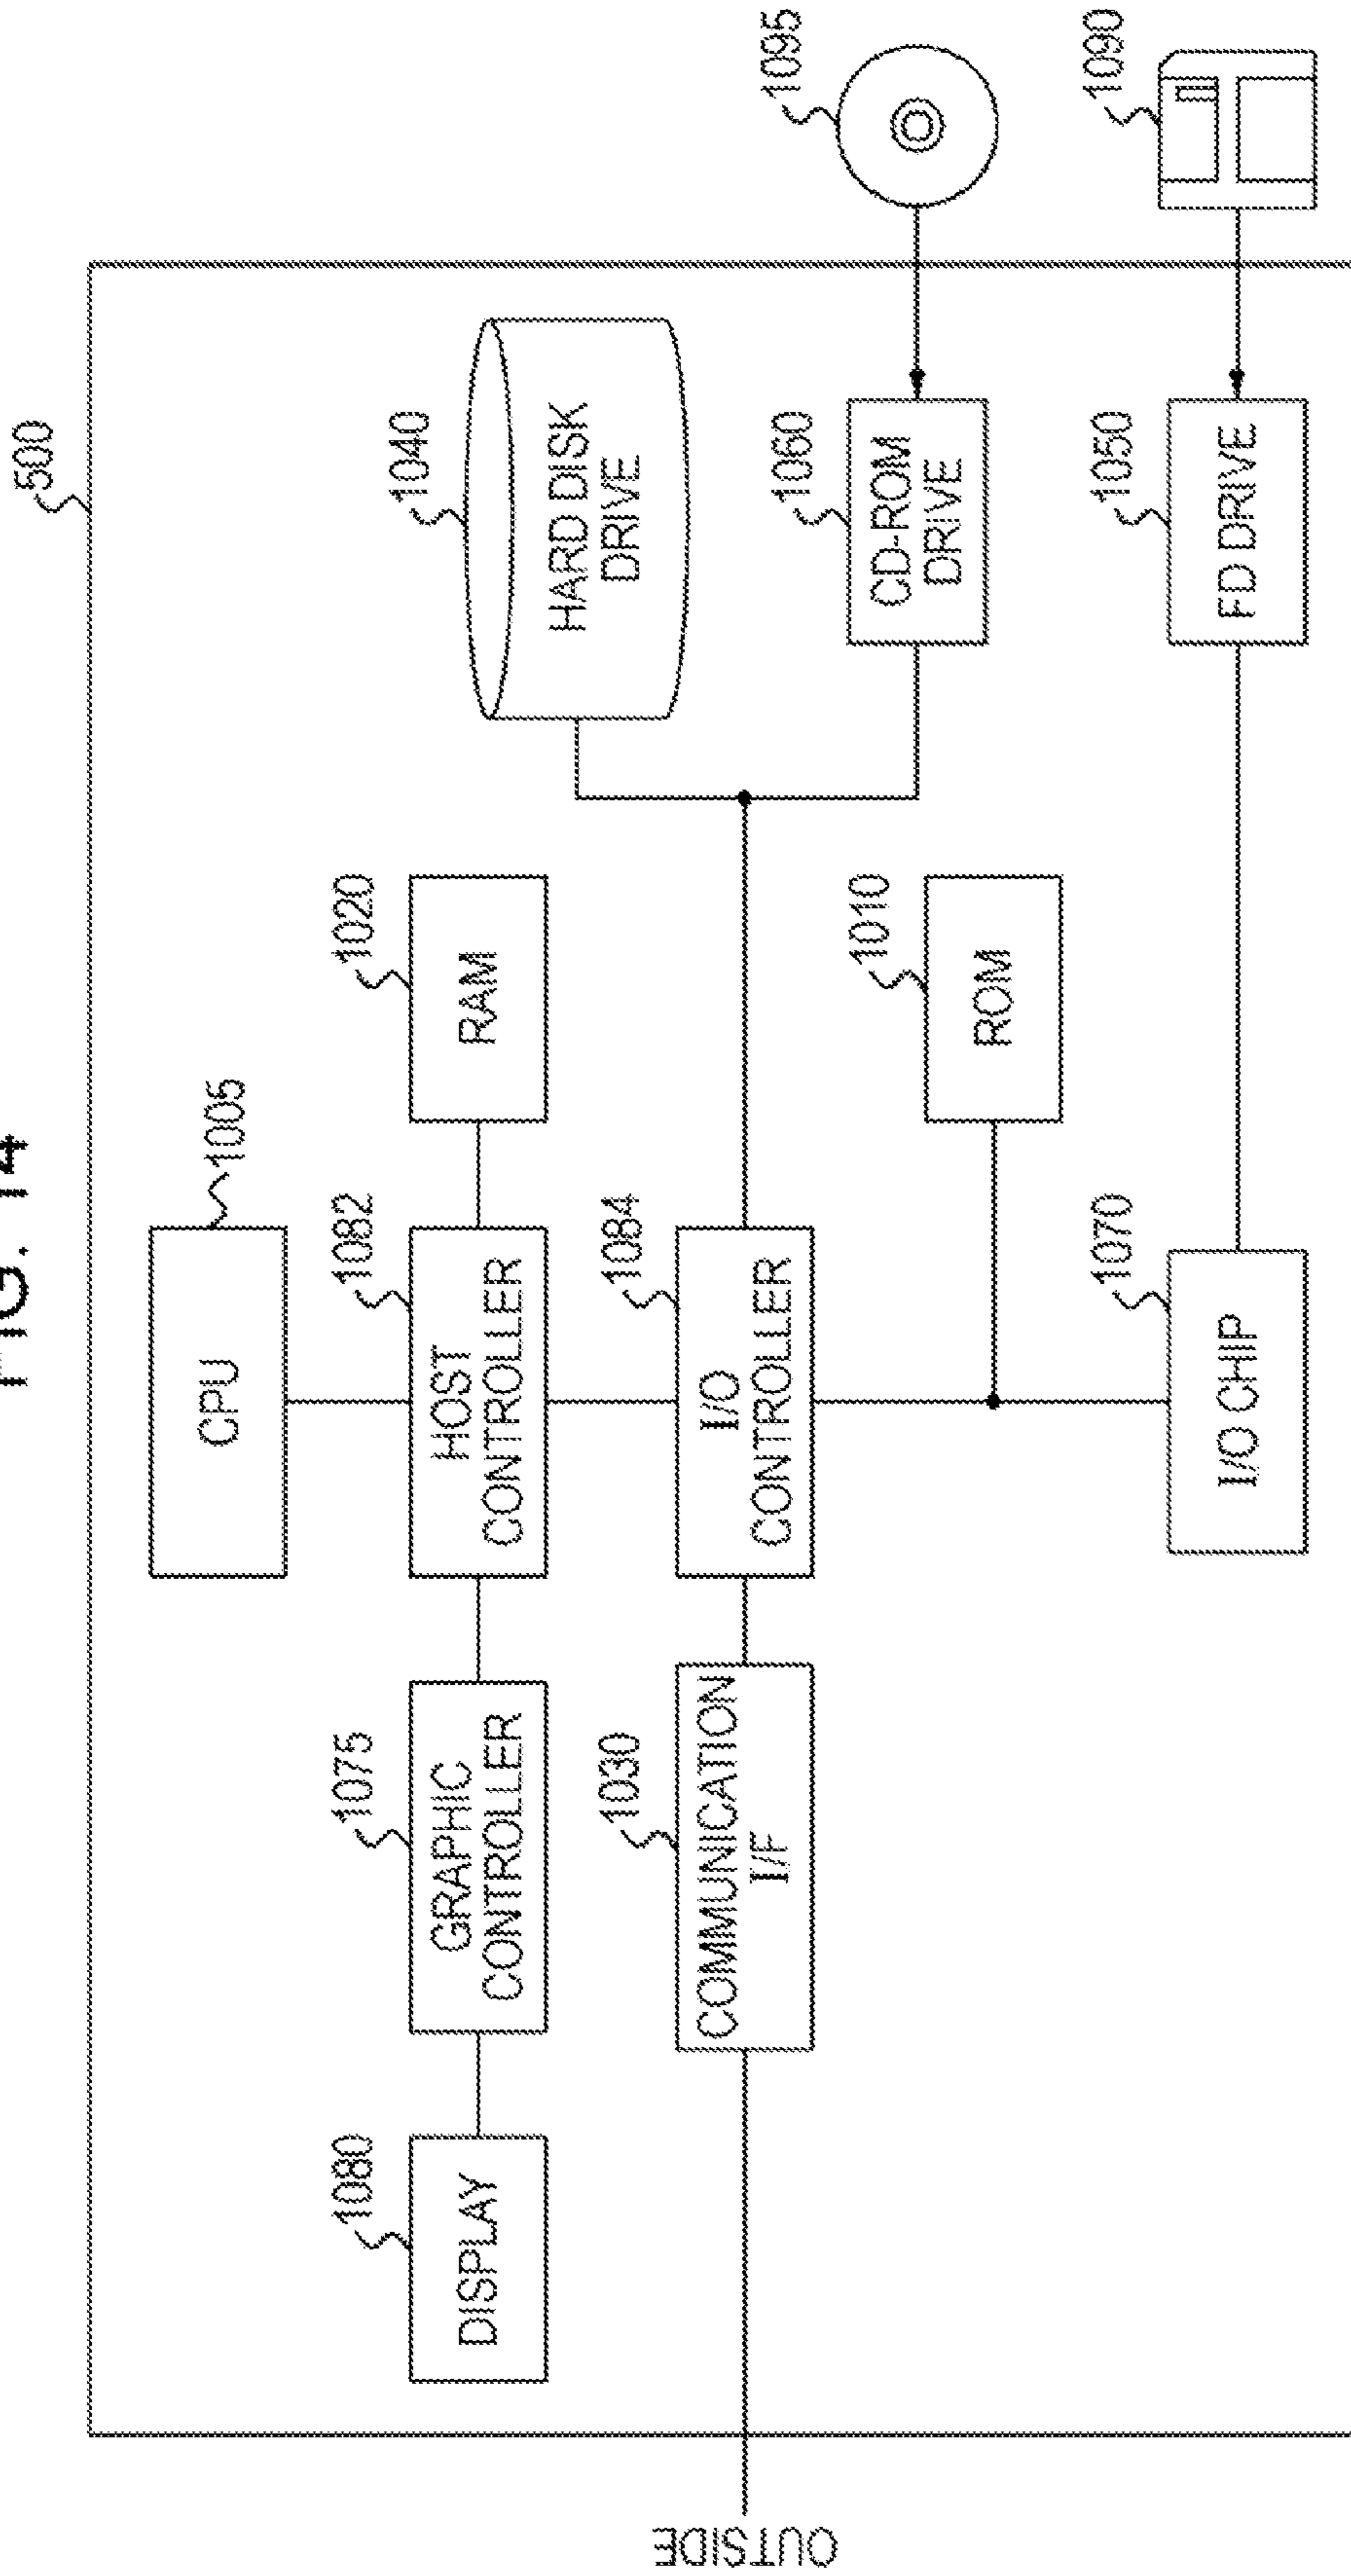 FIG. 14
500
CPU
1005
1080
DISPLAY
1075
GRAPHIC
CONTROLLER
1082
HOST
CONTROLLER
1020
RAM
1040
HARD DISK
DRIVE
OUTSIDE
1030
COMMUNICATION
I/F
1084
I/O
CONTROLLER
1060
CD-ROM
DRIVE
1095
1010
ROM
1070
I/O CHIP
1050
FD DRIVE
1090